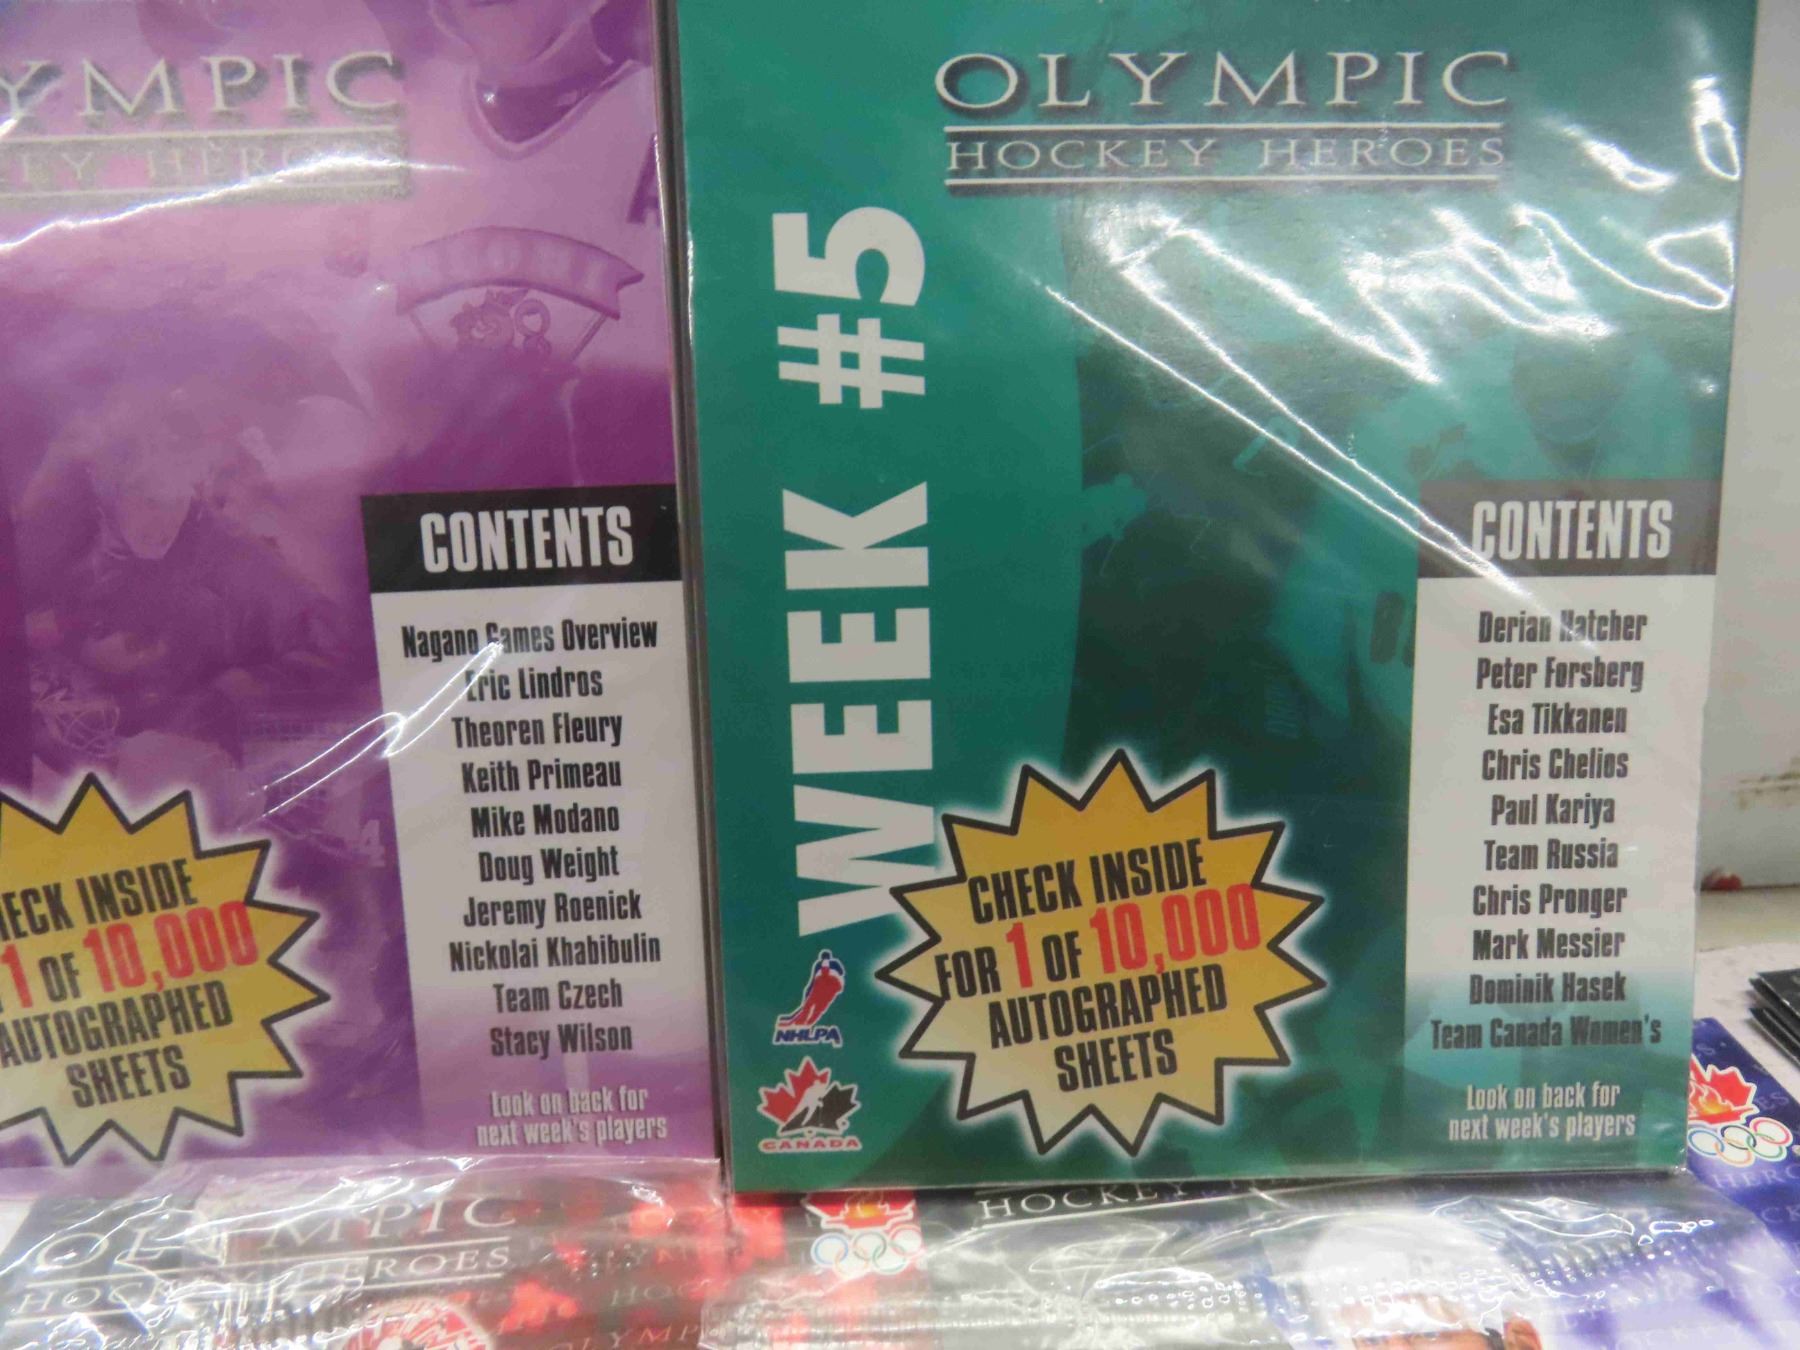 YMPIC
EY HEROES
CONTENTS
Nagano Games Overview
Eric Lindros
Theoren Fleury
Keith Primeau
Mike Modano
Doug Weight
Jeremy Roenick
Nickolai Khabibulin
Team Czech
Stacy Wilson
Look on back for
next week's players
ECK INSIDE
1 OF 10,000
AUTOGRAPHED
SHEETS
OLYMPIC
HOCKEY HEROES
WEEK #5
CONTENTS
Derian Hatcher
Peter Forsberg
Esa Tikkanen
Chris Chelios
Paul Kariya
Team Russia
Chris Pronger
Mark Messier
Dominik Hasek
Team Canada Women's
Look on back for
next week's players
CHECK INSIDE
FOR 1 OF 10,000
AUTOGRAPHED
SHEETS
NHLPA
CANADA
OLYMPIC
HOCKEY HEROES
HOCKEY